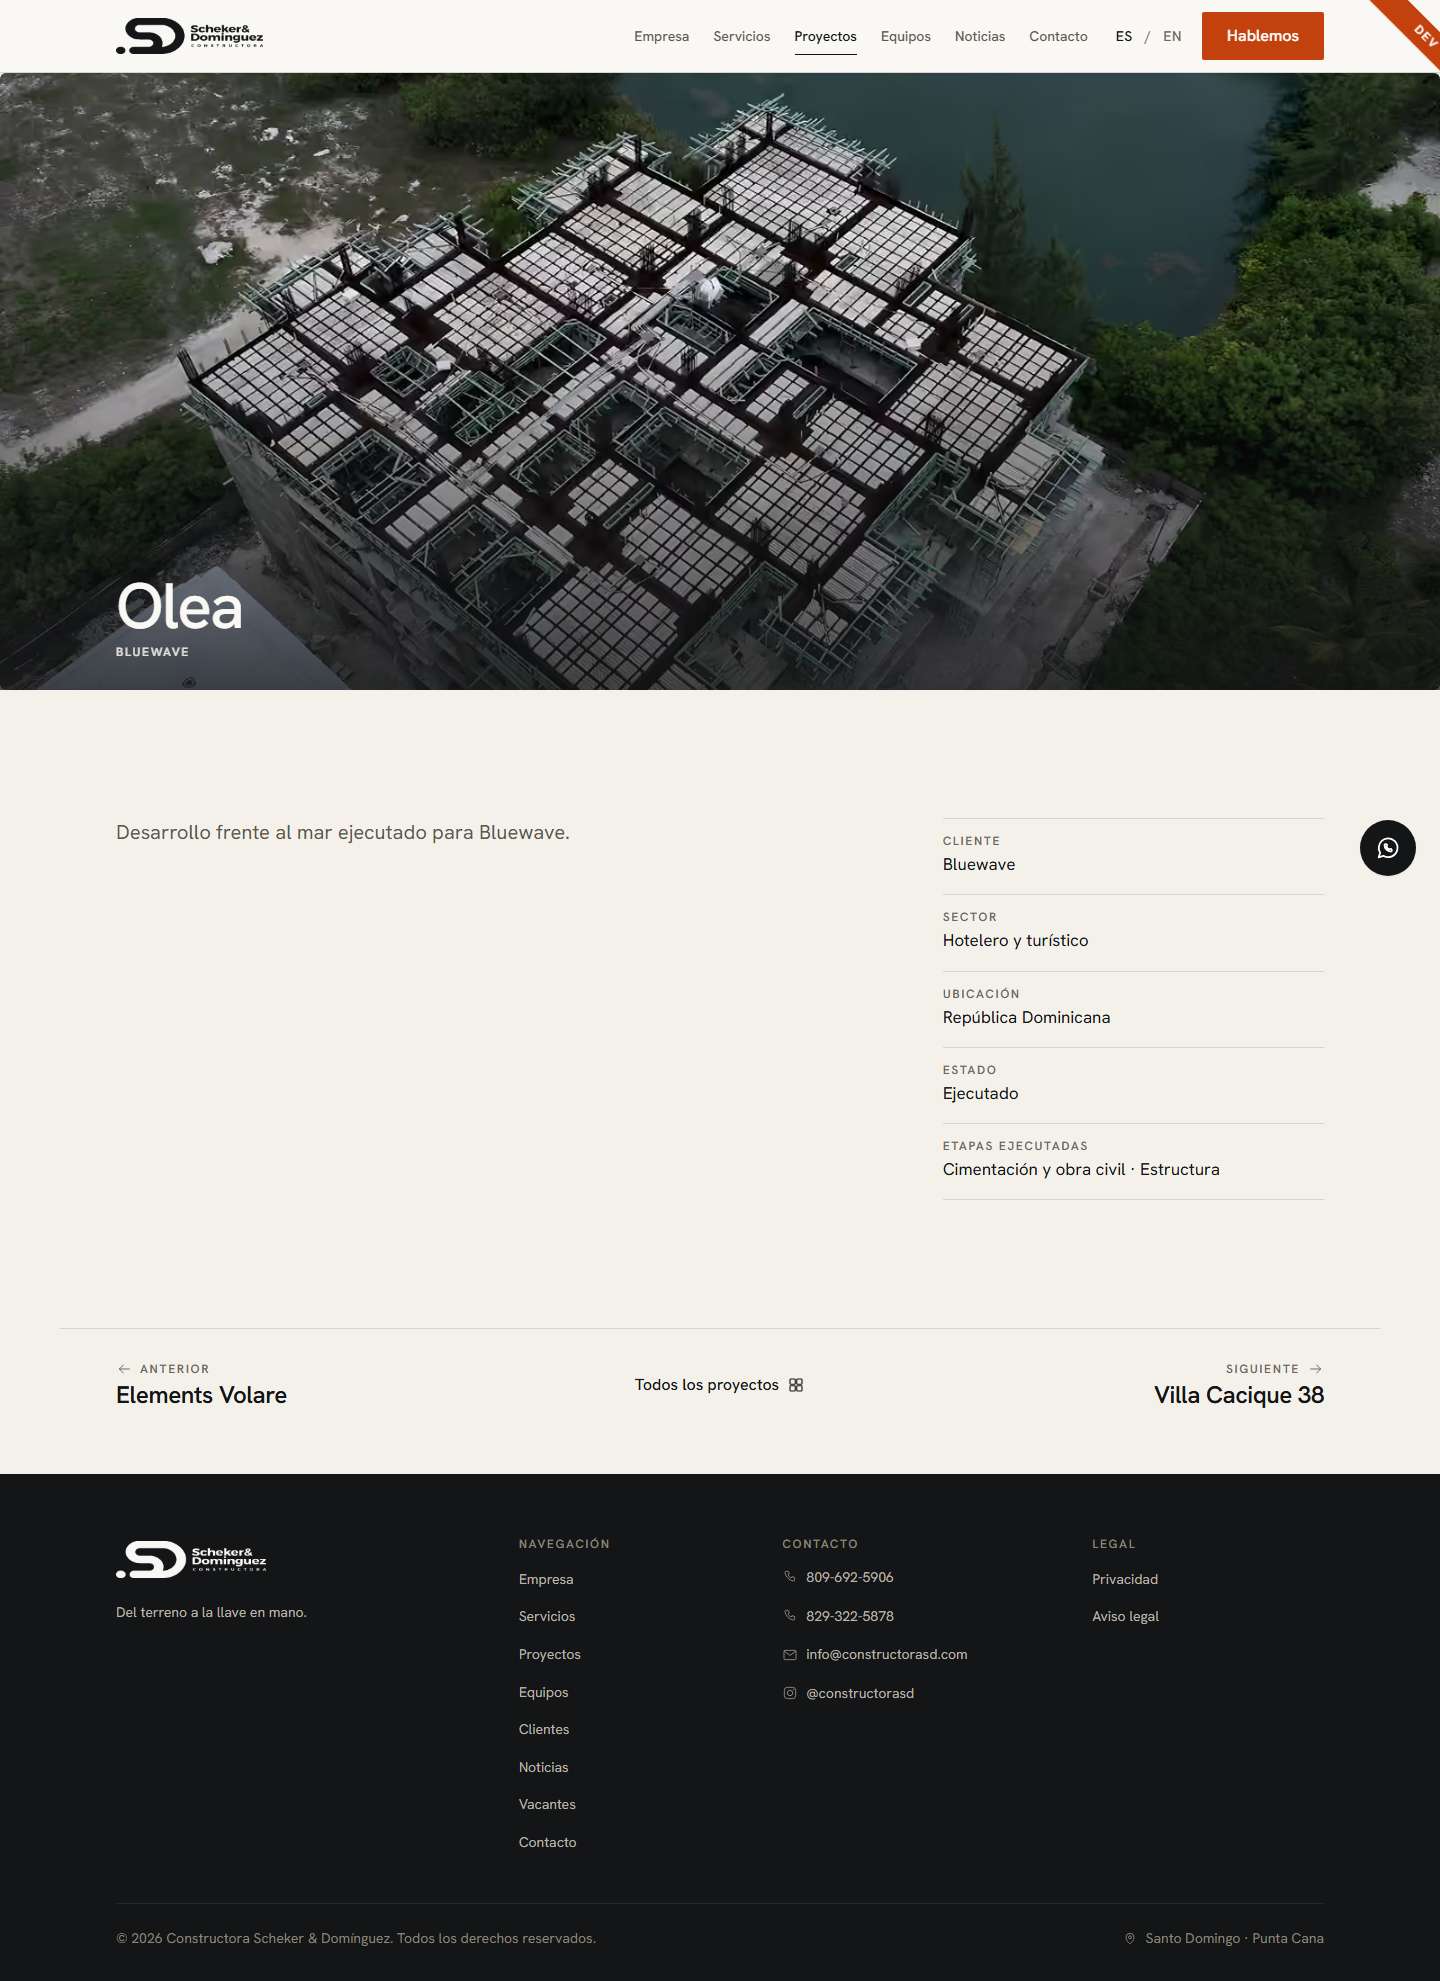 Scheker&
Domínguez
CONSTRUCTORA
Empresa
Servicios
Proyectos
Equipos
Noticias
Contacto
ES / EN
Hablemos
DEV
Olea
BLUEWAVE
Desarrollo frente al mar ejecutado para Bluewave.
CLIENTE
Bluewave
SECTOR
Hotelero y turístico
UBICACIÓN
República Dominicana
ESTADO
Ejecutado
ETAPAS EJECUTADAS
Cimentación y obra civil · Estructura
← ANTERIOR
Elements Volare
Todos los proyectos
SIGUIENTE →
Villa Cacique 38
Scheker&
Domínguez
CONSTRUCTORA
Del terreno a la llave en mano.
NAVEGACIÓN
Empresa
Servicios
Proyectos
Equipos
Clientes
Noticias
Vacantes
Contacto
CONTACTO
809-692-5906
829-322-5878
info@constructorasd.com
@constructorasd
LEGAL
Privacidad
Aviso legal
© 2026 Constructora Scheker & Domínguez. Todos los derechos reservados.
Santo Domingo · Punta Cana